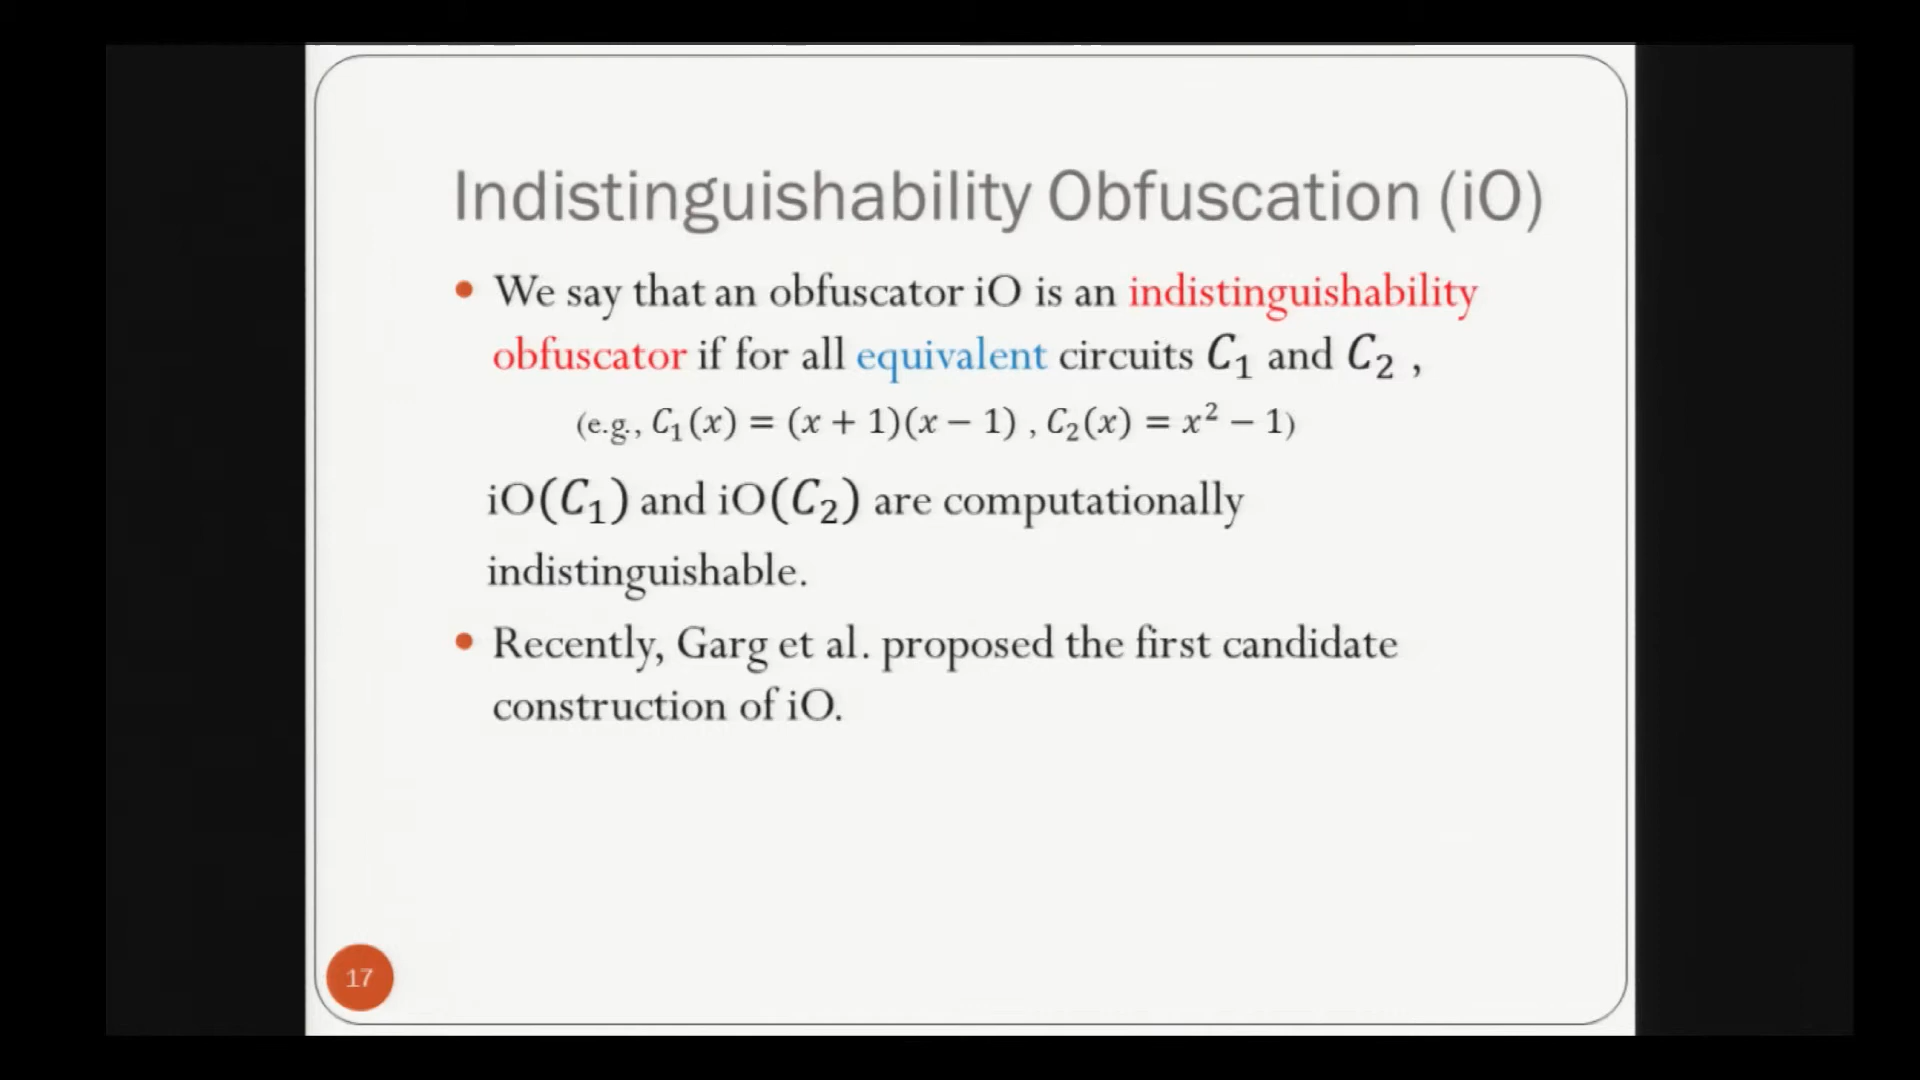 Indistinguishability Obfuscation (iO)
• We say that an obfuscator iO is an indistinguishability
obfuscator if for all equivalent circuits C₁ and C₂ ,
(e.g., C₁(x) = (x + 1)(x − 1) , C₂(x) = x² − 1)
iO(C₁) and iO(C₂) are computationally
indistinguishable.
• Recently, Garg et al. proposed the first candidate
construction of iO.
17